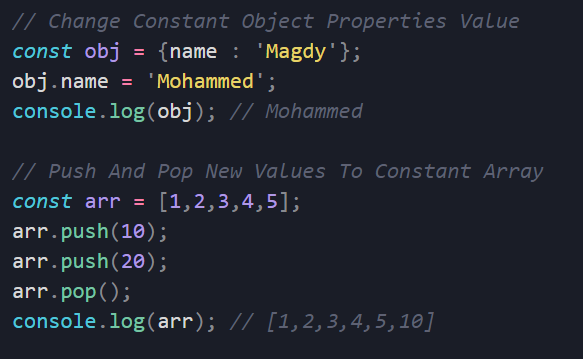 // Change Constant Object Properties Value
const obj = {name : 'Magdy'};
obj.name = 'Mohammed';
console.log(obj); // Mohammed
// Push And Pop New Values To Constant Array
const arr = [1,2,3,4,5];
arr.push(10);
arr.push(20);
arr.pop();
console.log(arr); // [1,2,3,4,5,10]